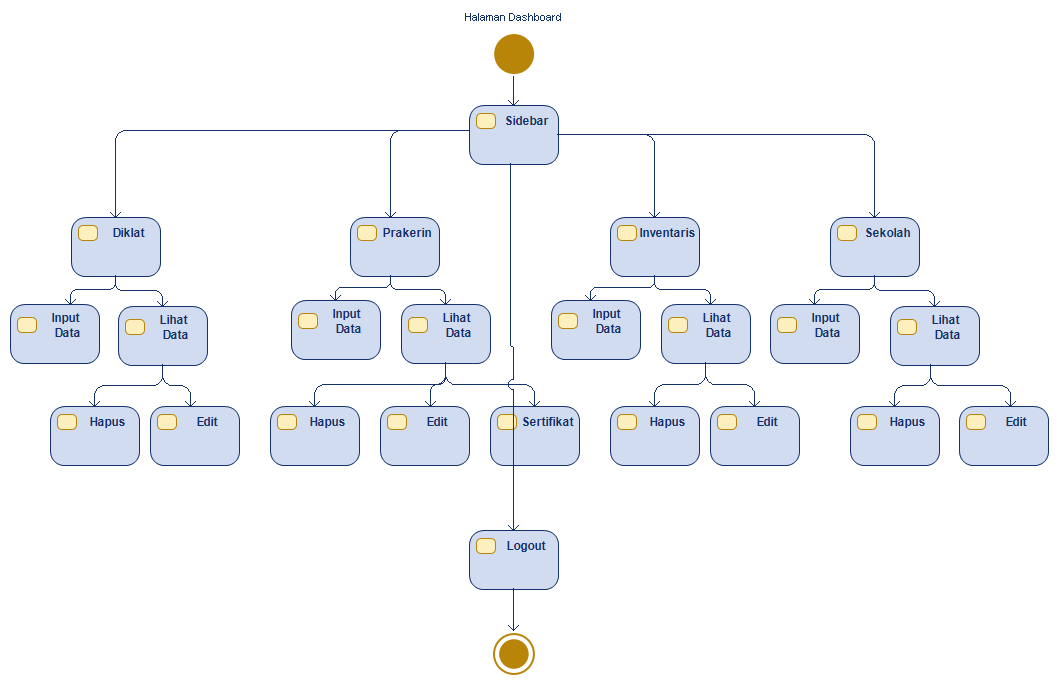 Halaman Dashboard
Sidebar
Diklat
Prakerin
Inventaris
Sekolah
Input
Data
Lihat
Data
Input
Data
Lihat
Data
Input
Data
Lihat
Data
Input
Data
Lihat
Data
Hapus
Edit
Hapus
Edit
Sertifikat
Hapus
Edit
Hapus
Edit
Logout